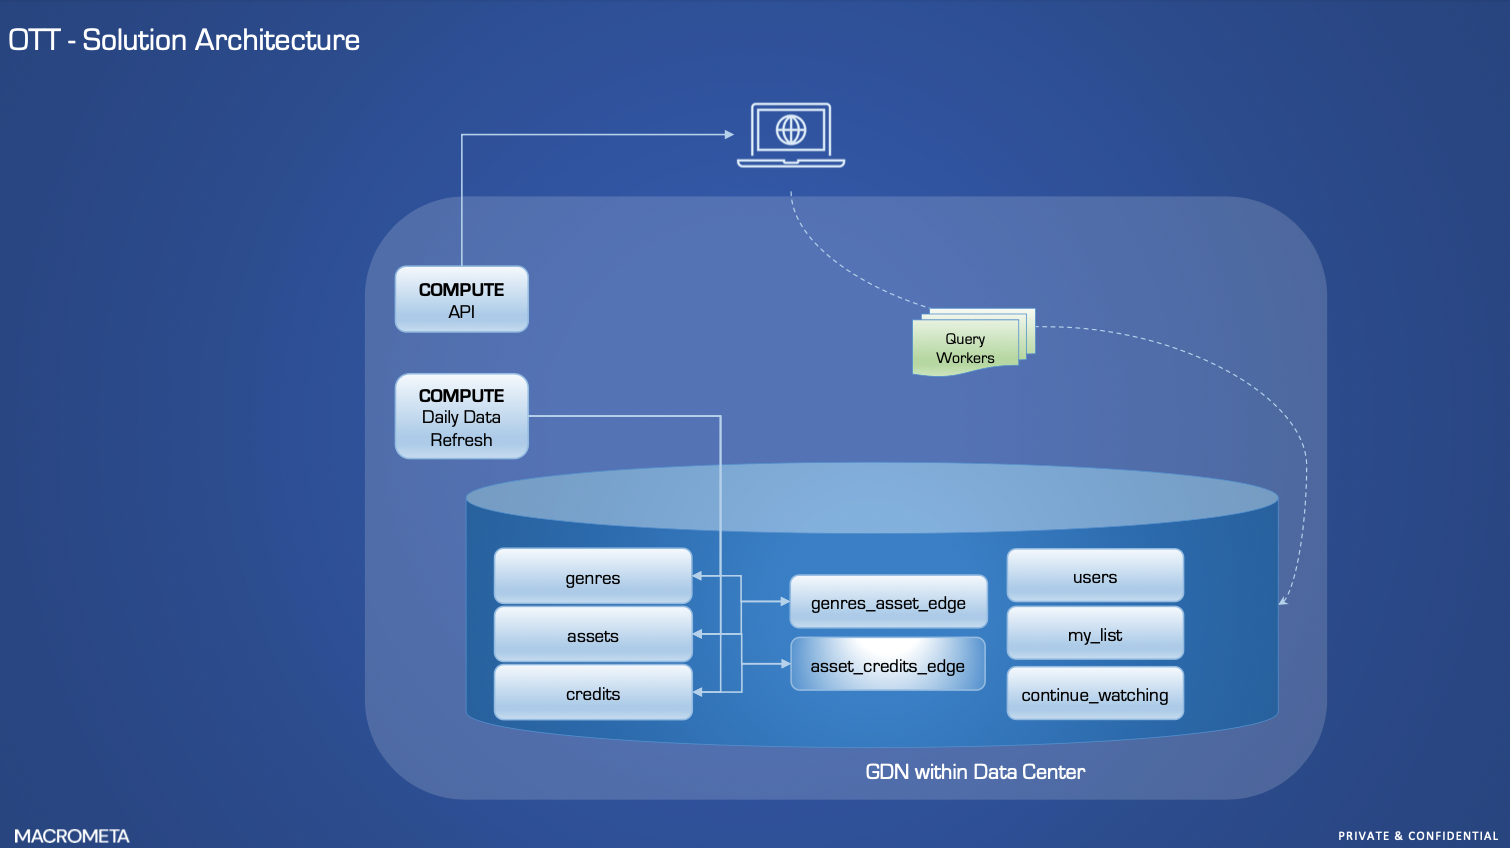 OTT - Solution Architecture
COMPUTE
API
COMPUTE
Daily Data
Refresh
Query
Workers
genres
assets
credits
genres_asset_edge
asset_credits_edge
users
my_list
continue_watching
GDN within Data Center
MACROMETA
PRIVATE & CONFIDENTIAL